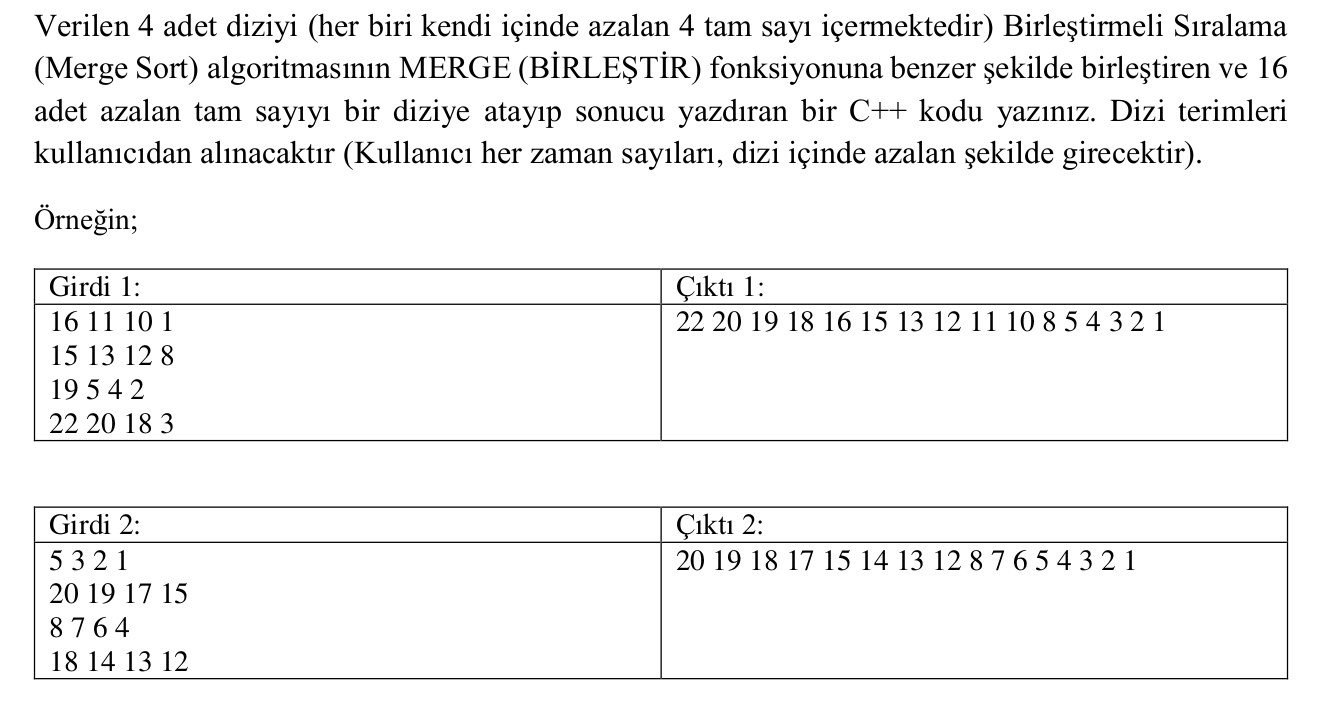 Verilen 4 adet diziyi (her biri kendi içinde azalan 4 tam sayı içermektedir) Birleştirmeli Sıralama
(Merge Sort) algoritmasının MERGE (BİRLEŞTİR) fonksiyonuna benzer şekilde birleştiren ve 16
adet azalan tam sayıyı bir diziye atayıp sonucu yazdıran bir C++ kodu yazınız. Dizi terimleri
kullanıcıdan alınacaktır (Kullanıcı her zaman sayıları, dizi içinde azalan şekilde girecektir).
Örneğin;
Girdi 1:
16 11 10 1
15 13 12 8
19 5 4 2
22 20 18 3
Çıktı 1:
22 20 19 18 16 15 13 12 11 10 8 5 4 3 2 1
Girdi 2:
5 3 2 1
20 19 17 15
8 7 6 4
18 14 13 12
Çıktı 2:
20 19 18 17 15 14 13 12 8 7 6 5 4 3 2 1